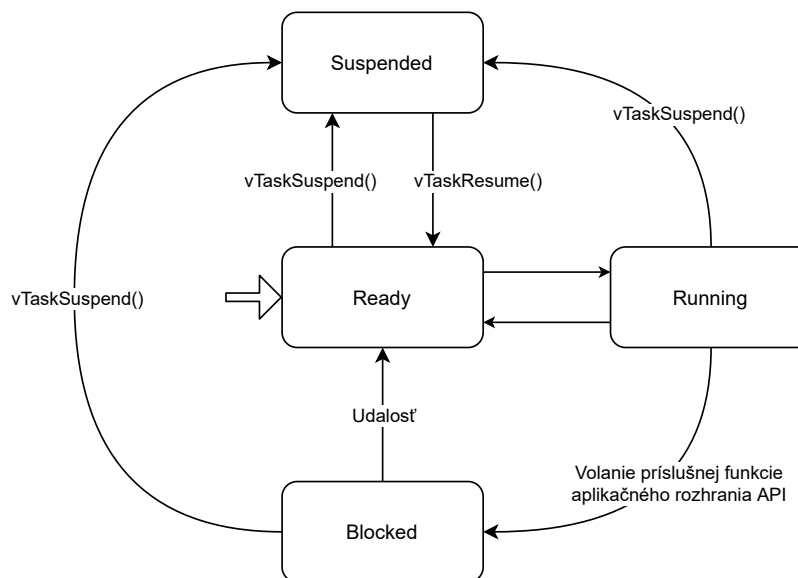 Suspended
vTaskSuspend()
vTaskSuspend()
vTaskResume()
vTaskSuspend()
Ready
Running
Udalosť
Volanie príslušnej funkcie
aplikačného rozhrania API
Blocked